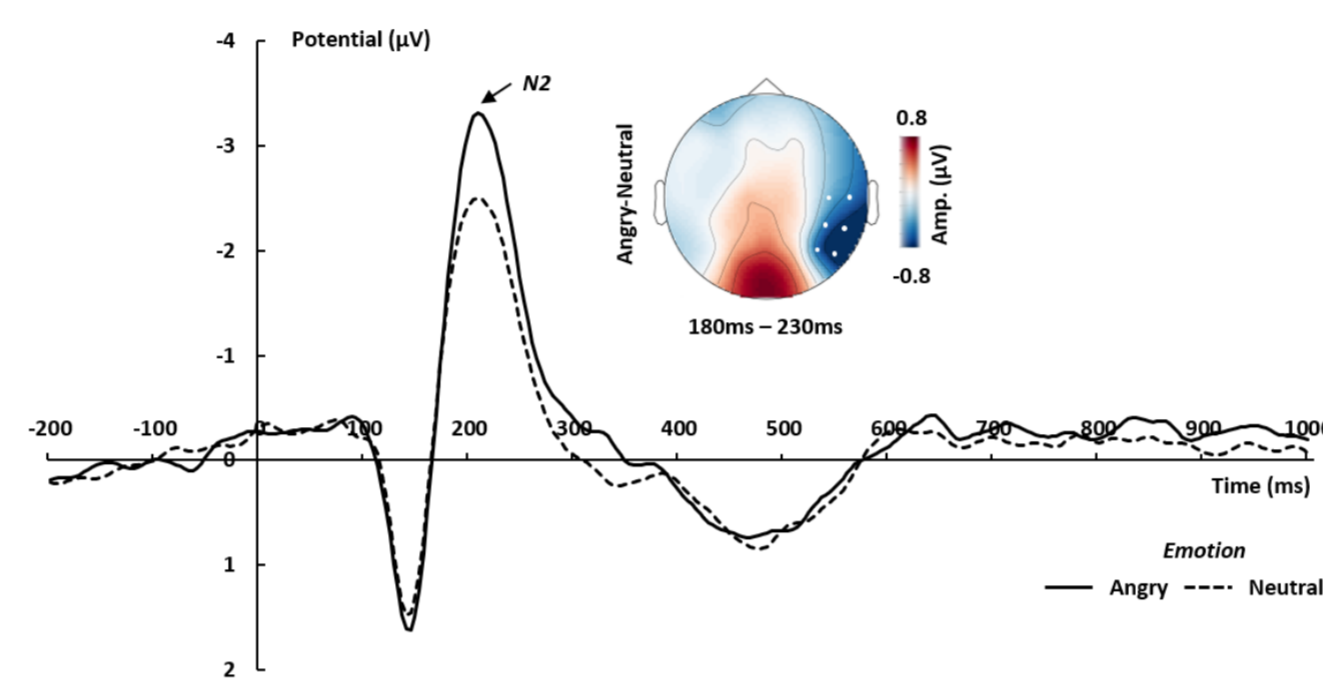 -4 Potential (µV)
N2
-3
-2
-1
Angry-Neutral
0.8
Amp. (µV)
-0.8
180ms – 230ms
-200 -100 0 100 200 300 400 500 600 700 800 900 1000
0
Time (ms)
1
Emotion
Angry Neutral
2